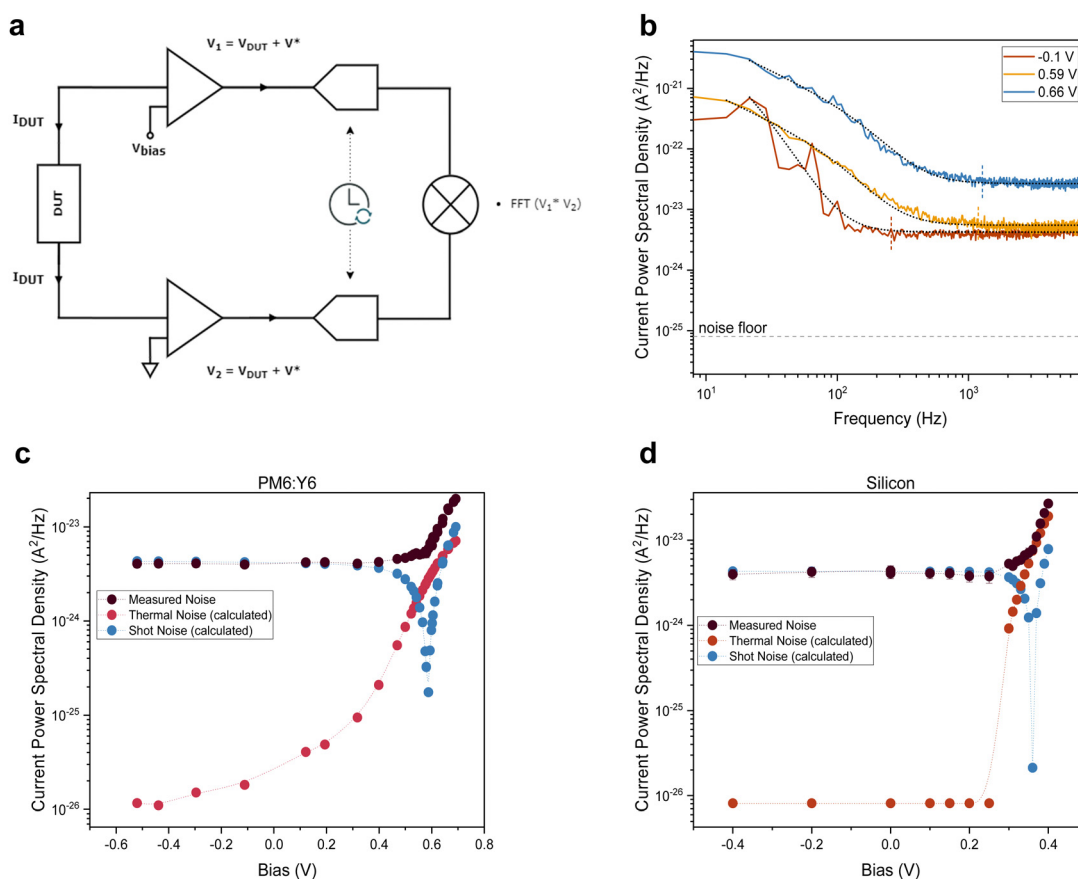 a
V₁ = V_DUT + V*
I_DUT
V_bias
DUT
• FFT (V₁* V₂)
I_DUT
V₂ = V_DUT + V*
b
-0.1 V
0.59 V
0.66 V
Current Power Spectral Density (A²/Hz)
10⁻²¹
10⁻²²
10⁻²³
10⁻²⁴
10⁻²⁵
noise floor
10¹
10²
10³
Frequency (Hz)
c
PM6:Y6
Current Power Spectral Density (A²/Hz)
10⁻²³
10⁻²⁴
10⁻²⁵
10⁻²⁶
Measured Noise
Thermal Noise (calculated)
Shot Noise (calculated)
-0.6
-0.4
-0.2
0.0
0.2
0.4
0.6
0.8
Bias (V)
d
Silicon
Current Power Spectral Density (A²/Hz)
10⁻²³
10⁻²⁴
10⁻²⁵
10⁻²⁶
Measured Noise
Thermal Noise (calculated)
Shot Noise (calculated)
-0.4
-0.2
0.0
0.2
0.4
Bias (V)